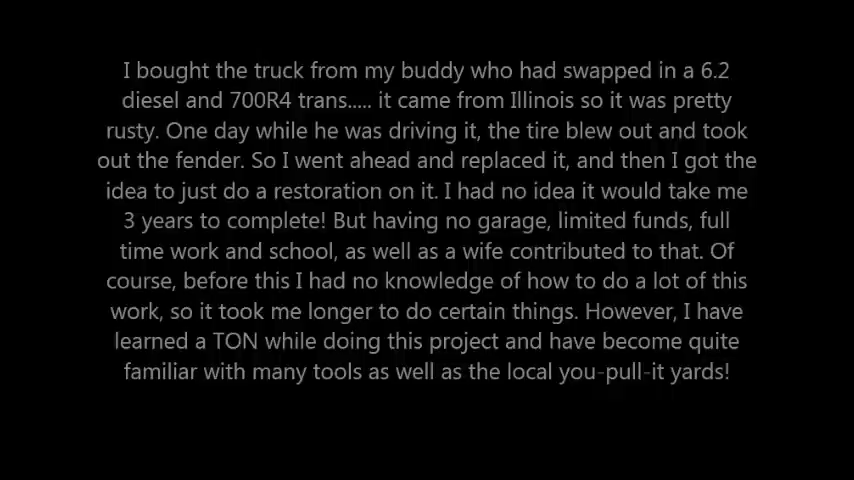 I bought the truck from my buddy who had swapped in a 6.2
diesel and 700R4 trans..... it came from Illinois so it was pretty
rusty. One day while he was driving it, the tire blew out and took
out the fender. So I went ahead and replaced it, and then I got the
idea to just do a restoration on it. I had no idea it would take me
3 years to complete! But having no garage, limited funds, full
time work and school, as well as a wife contributed to that. Of
course, before this I had no knowledge of how to do a lot of this
work, so it took me longer to do certain things. However, I have
learned a TON while doing this project and have become quite
familiar with many tools as well as the local you-pull-it yards!